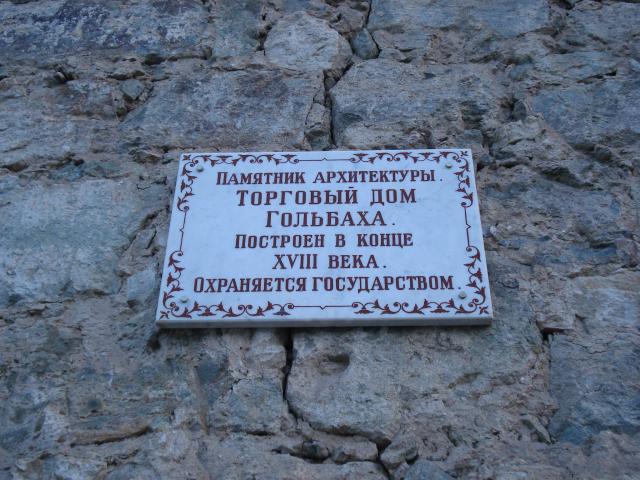 Памятник архитектуры.
Торговый дом
Гольбаха.
Построен в конце
XVIII века.
Охраняется государством.